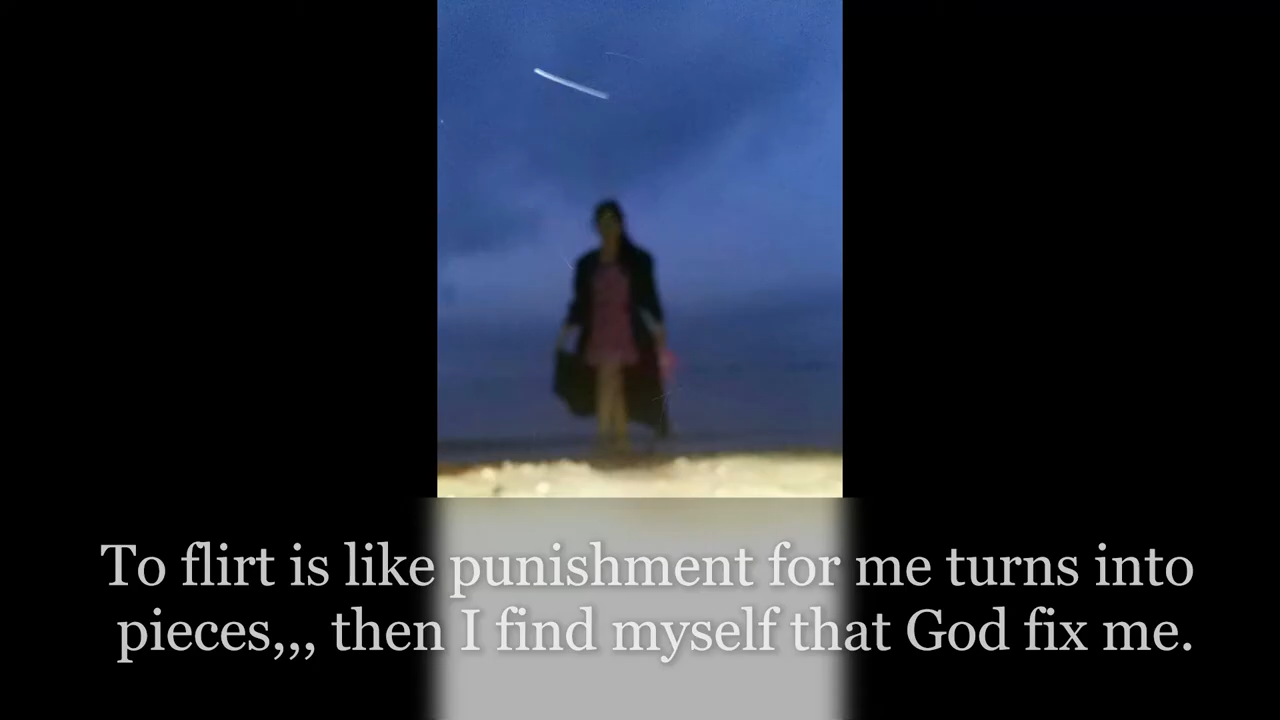 To flirt is like punishment for me turns into
pieces,,, then I find myself that God fix me.